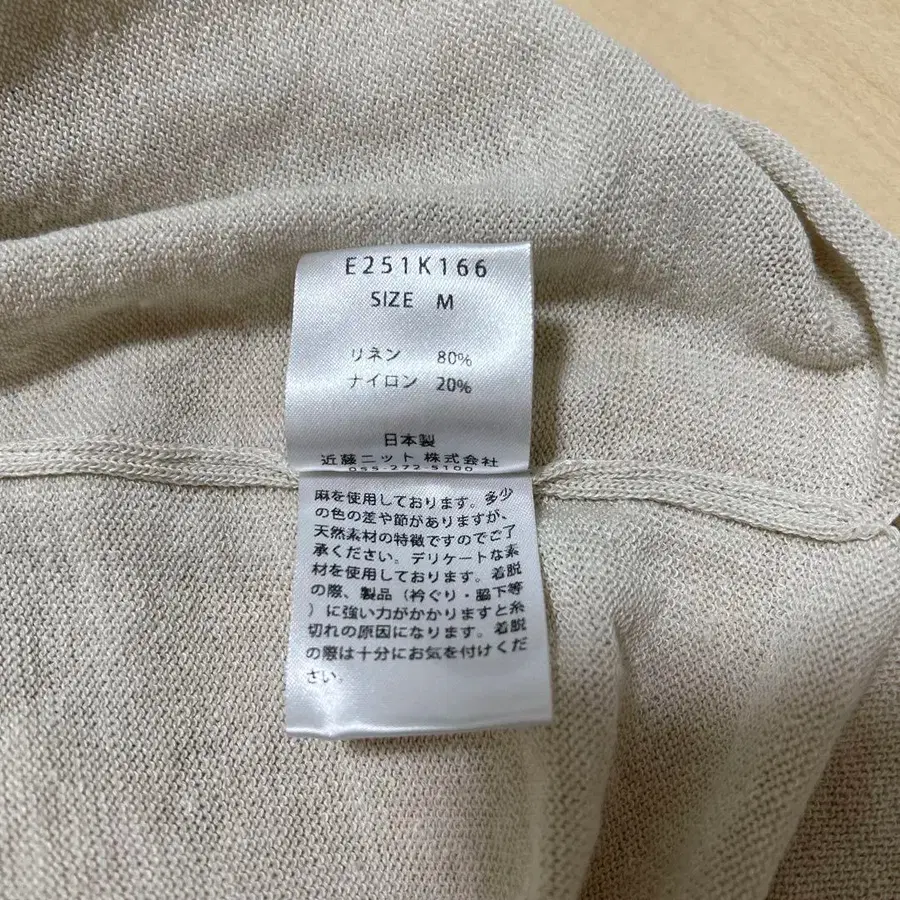 E251K166
SIZE M
リネン 80%
ナイロン 20%
日本製
近藤ニット 株式会社
055-272-5100
麻を使用しております。多少
の色の差や節がありますが、
天然素材の特徴ですのでご了
承ください。デリケートな素
材を使用しております。着脱
の際、製品（衿ぐり・脇下等
）に強い力がかかりますと糸
切れの原因になります。着脱
の際は十分にお気を付けくだ
さい。